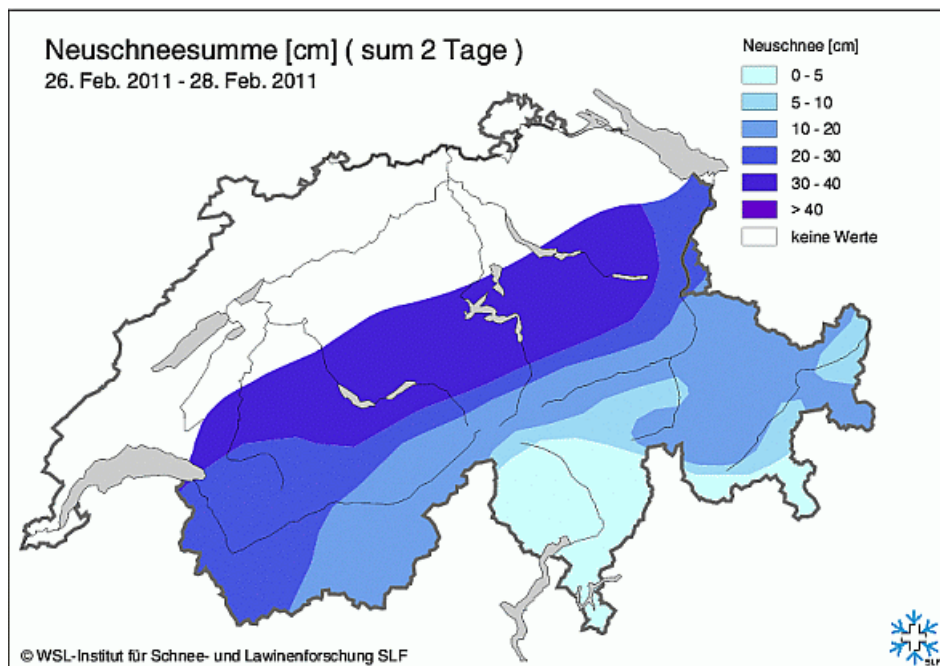 Neuschneesumme [cm] ( sum 2 Tage )
26. Feb. 2011 - 28. Feb. 2011
Neuschnee [cm]
0 - 5
5 - 10
10 - 20
20 - 30
30 - 40
> 40
keine Werte
© WSL-Institut für Schnee- und Lawinenforschung SLF
SLF